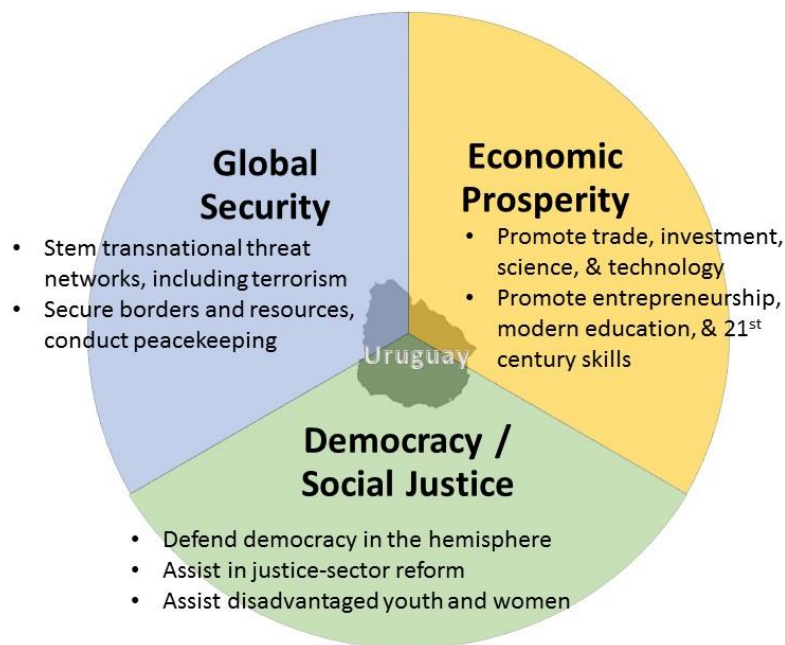 Global
Security
• Stem transnational threat
networks, including terrorism
• Secure borders and resources,
conduct peacekeeping
Economic
Prosperity
• Promote trade, investment,
science, & technology
• Promote entrepreneurship,
modern education, & 21st
century skills
Uruguay
Democracy /
Social Justice
• Defend democracy in the hemisphere
• Assist in justice-sector reform
• Assist disadvantaged youth and women